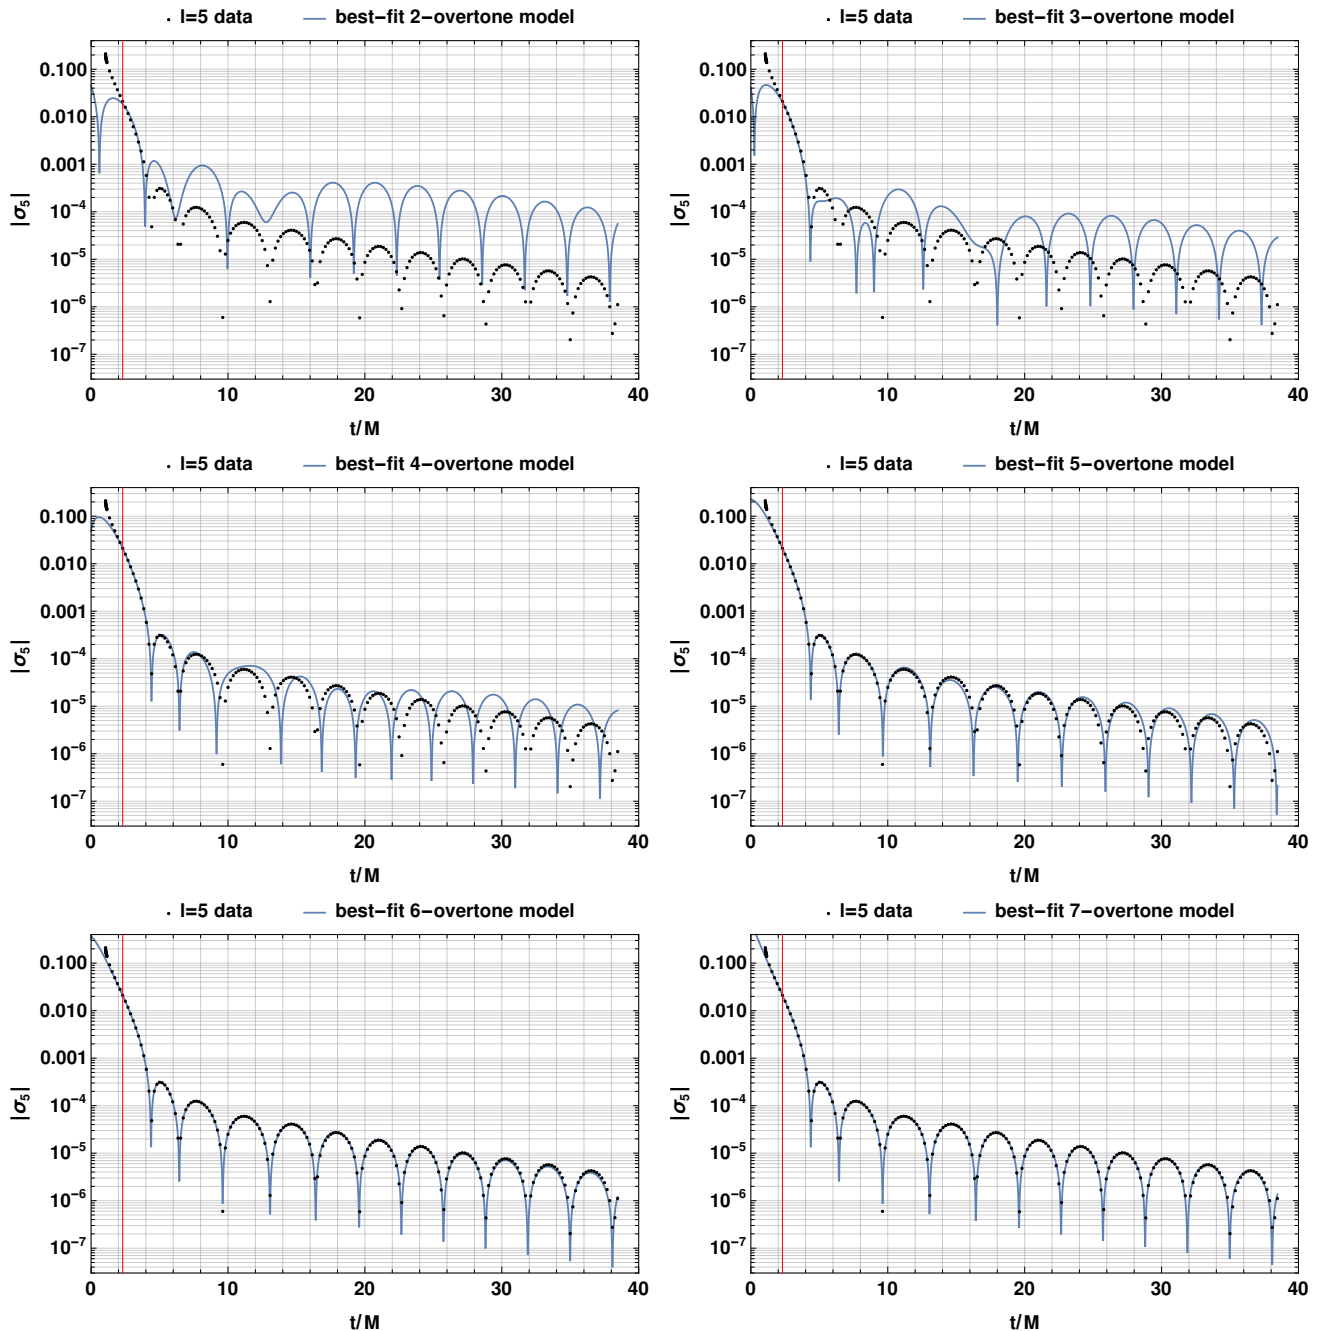 l=5 data best-fit 2-overtone model
0.100
0.010
0.001
10⁻⁴
10⁻⁵
10⁻⁶
10⁻⁷
|σ₅|
0 10 20 30 40
t/M
l=5 data best-fit 3-overtone model
0.100
0.010
0.001
10⁻⁴
10⁻⁵
10⁻⁶
10⁻⁷
|σ₅|
0 10 20 30 40
t/M
l=5 data best-fit 4-overtone model
0.100
0.010
0.001
10⁻⁴
10⁻⁵
10⁻⁶
10⁻⁷
|σ₅|
0 10 20 30 40
t/M
l=5 data best-fit 5-overtone model
0.100
0.010
0.001
10⁻⁴
10⁻⁵
10⁻⁶
10⁻⁷
|σ₅|
0 10 20 30 40
t/M
l=5 data best-fit 6-overtone model
0.100
0.010
0.001
10⁻⁴
10⁻⁵
10⁻⁶
10⁻⁷
|σ₅|
0 10 20 30 40
t/M
l=5 data best-fit 7-overtone model
0.100
0.010
0.001
10⁻⁴
10⁻⁵
10⁻⁶
10⁻⁷
|σ₅|
0 10 20 30 40
t/M